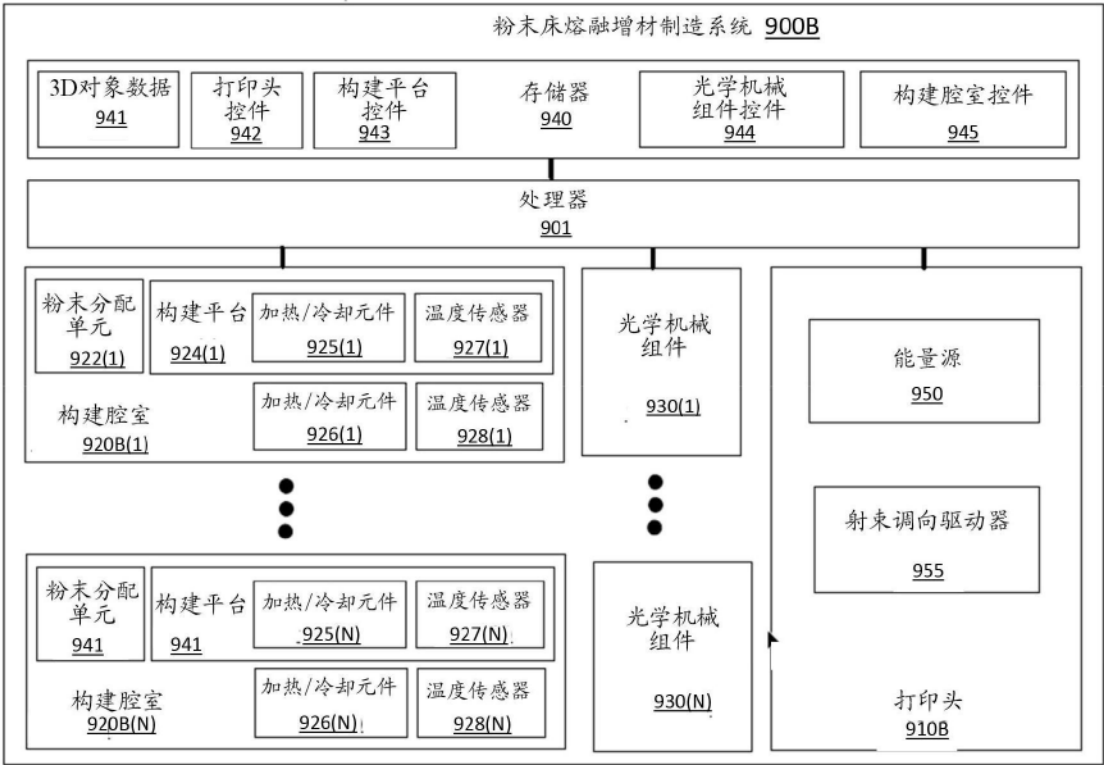 粉末床熔融增材制造系统 900B
3D对象数据
941
打印头
控件
942
构建平台
控件
943
存储器
940
光学机械
组件控件
944
构建腔室控件
945
处理器
901
粉末分配
单元
922(1)
构建平台
924(1)
加热/冷却元件
925(1)
温度传感器
927(1)
构建腔室
920B(1)
加热/冷却元件
926(1)
温度传感器
928(1)
光学机械
组件
930(1)
能量源
950
射束调向驱动器
955
打印头
910B
粉末分配
单元
941
构建平台
941
加热/冷却元件
925(N)
温度传感器
927(N)
构建腔室
920B(N)
加热/冷却元件
926(N)
温度传感器
928(N)
光学机械
组件
930(N)